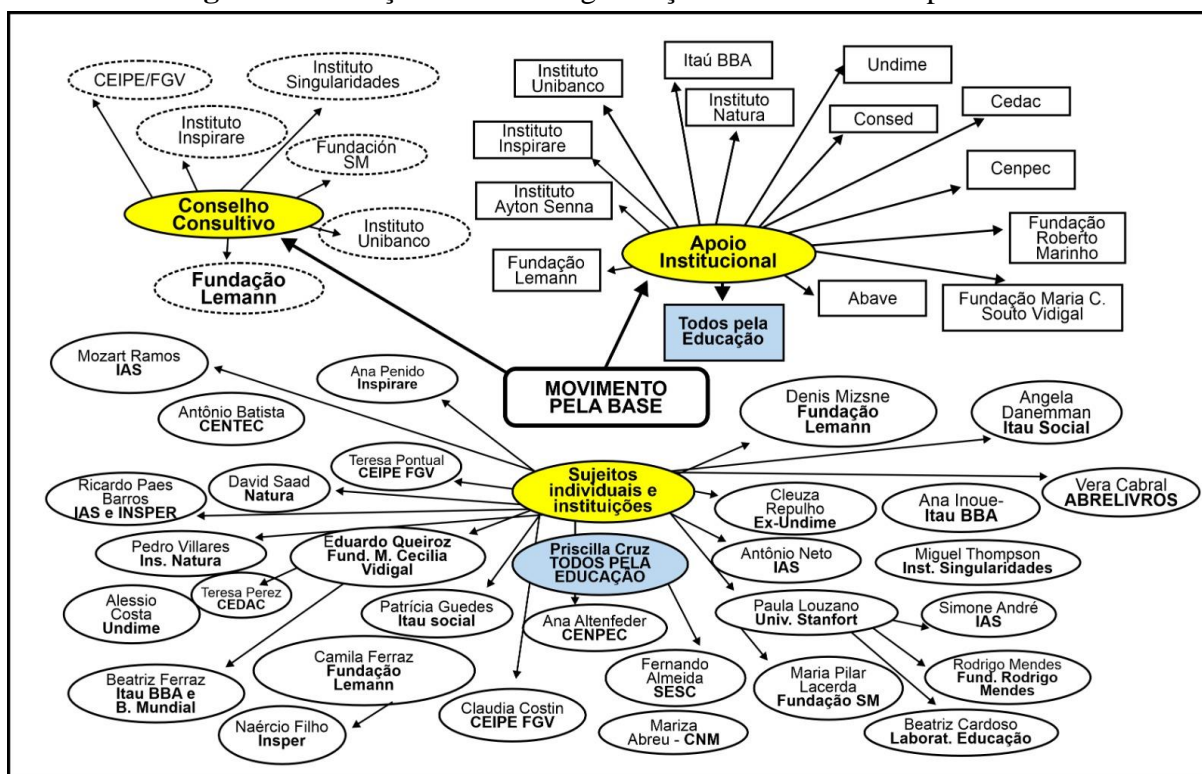 CEIPE/FGV
Instituto
Singularidades
Instituto
Inspirare
Fundación
SM
Conselho
Consultivo
Instituto
Unibanco
Fundação
Lemann
Instituto
Unibanco
Itaú BBA
Undime
Instituto
Natura
Consed
Cedac
Instituto
Inspirare
Cenpec
Instituto
Ayton Senna
Apoio
Institucional
Fundação
Roberto
Marinho
Fundação
Lemann
Abave
Fundação Maria C.
Souto Vidigal
Todos pela
Educação
MOVIMENTO
PELA BASE
Mozart Ramos
IAS
Ana Penido
Inspirare
Antônio Batista
CENTEC
Denis Mizsne
Fundação
Lemann
Angela
Danemman
Itau Social
Teresa Pontual
CEIPE FGV
Sujeitos
individuais e
instituições
Ricardo Paes
Barros
IAS e INSPER
David Saad
Natura
Cleuza
Repulho
Ex-Undime
Ana Inoue-
Itau BBA
Vera Cabral
ABRELIVROS
Pedro Villares
Ins. Natura
Eduardo Queiroz
Fund. M. Cecilia
Vidigal
Priscilla Cruz
TODOS PELA
EDUCAÇÃO
Antônio Neto
IAS
Miguel Thompson
Inst. Singularidades
Teresa Perez
CEDAC
Alessio
Costa
Undime
Patrícia Guedes
Itau social
Ana Altenfeder
CENPEC
Paula Louzano
Univ. Stanfort
Simone André
IAS
Beatriz Ferraz
Itau BBA e
B. Mundial
Camila Ferraz
Fundação
Lemann
Fernando
Almeida
SESC
Maria Pilar
Lacerda
Fundação SM
Rodrigo Mendes
Fund. Rodrigo
Mendes
Naércio Filho
Insper
Claudia Costin
CEIPE FGV
Mariza
Abreu - CNM
Beatriz Cardoso
Laborat. Educação